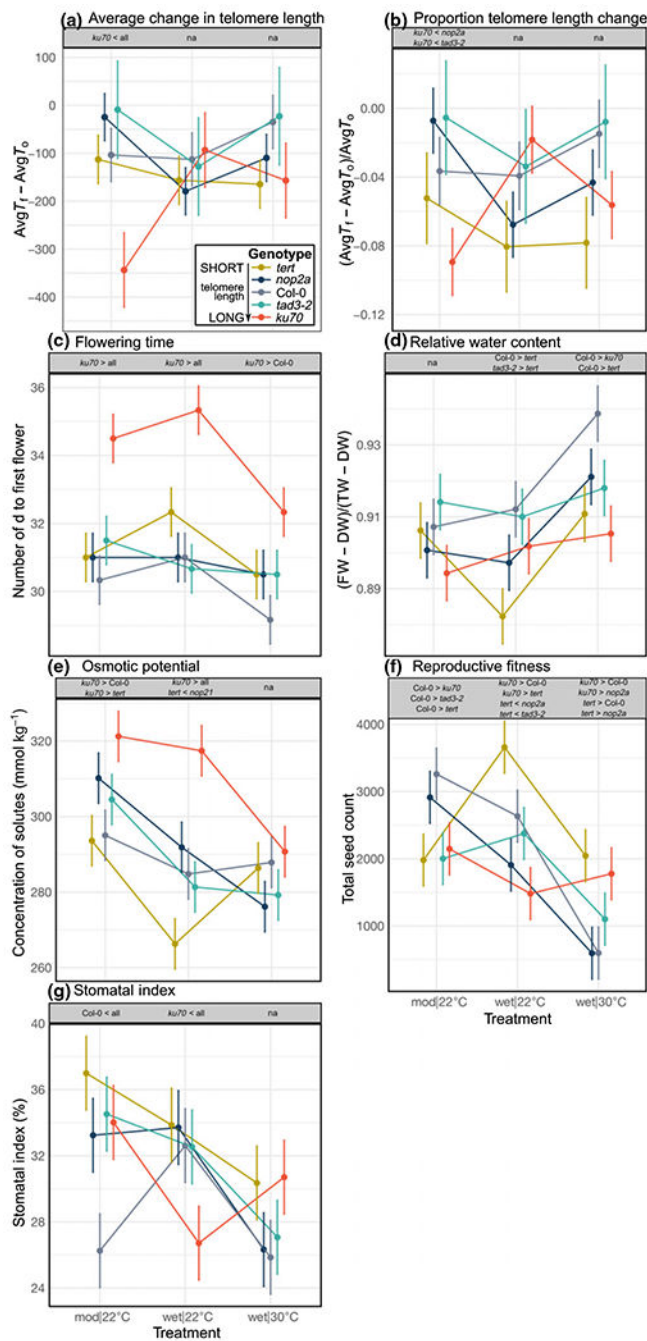 (a) Average change in telomere length
ku70 < all
na
na
AvgTf – AvgTo
100
0
−100
−200
−300
−400
Genotype
SHORT
telomere length
LONG
tert
nop2a
Col-0
tad3-2
ku70
(b) Proportion telomere length change
ku70 < nop2a
ku70 < tad3-2
na
na
(AvgTf – AvgTo)/AvgTo
0.00
−0.04
−0.08
−0.12
(c) Flowering time
ku70 > all
ku70 > all
ku70 > Col-0
Number of d to first flower
36
34
32
30
(d) Relative water content
na
Col-0 > tert
tad3-2 > tert
Col-0 > ku70
Col-0 > tert
(FW – DW)/(TW – DW)
0.93
0.91
0.89
(e) Osmotic potential
ku70 > Col-0
ku70 > tert
ku70 > all
tert < nop21
na
Concentration of solutes (mmol kg−1)
320
300
280
260
(f) Reproductive fitness
Col-0 > ku70
Col-0 > tad3-2
Col-0 > tert
ku70 > Col-0
ku70 > tert
tert < nop2a
tert < tad3-2
ku70 > Col-0
ku70 > nop2a
tert > Col-0
tert > nop2a
Total seed count
4000
3000
2000
1000
mod|22°C
wet|22°C
wet|30°C
Treatment
(g) Stomatal index
Col-0 < all
ku70 < all
na
Stomatal index (%)
40
36
32
28
24
mod|22°C
wet|22°C
wet|30°C
Treatment